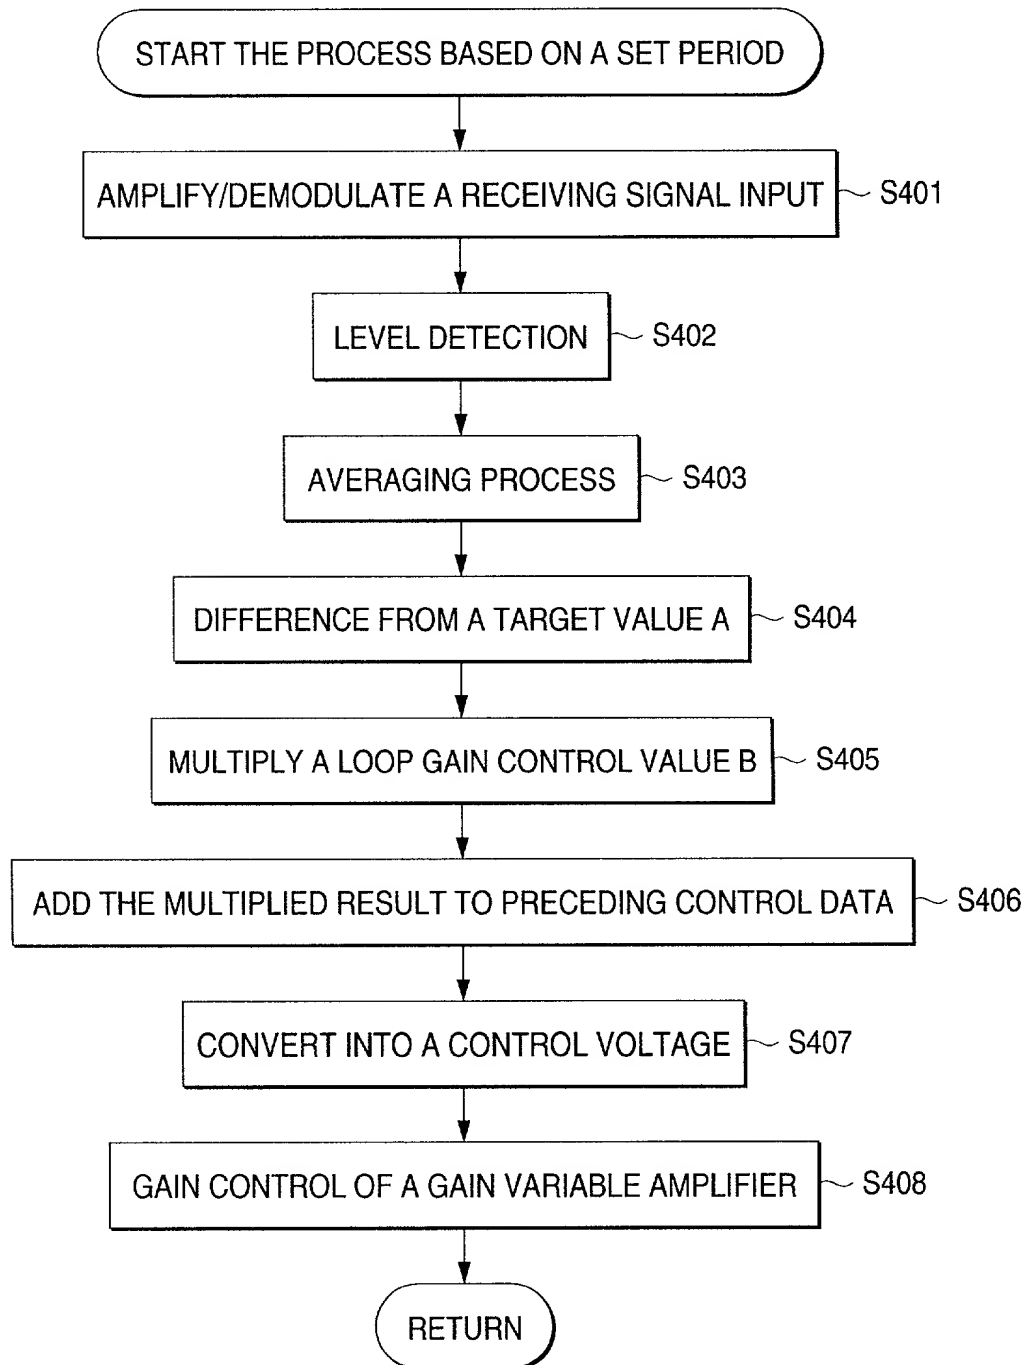 START THE PROCESS BASED ON A SET PERIOD
AMPLIFY/DEMODULATE A RECEIVING SIGNAL INPUT
S401
LEVEL DETECTION
S402
AVERAGING PROCESS
S403
DIFFERENCE FROM A TARGET VALUE A
S404
MULTIPLY A LOOP GAIN CONTROL VALUE B
S405
ADD THE MULTIPLIED RESULT TO PRECEDING CONTROL DATA
S406
CONVERT INTO A CONTROL VOLTAGE
S407
GAIN CONTROL OF A GAIN VARIABLE AMPLIFIER
S408
RETURN